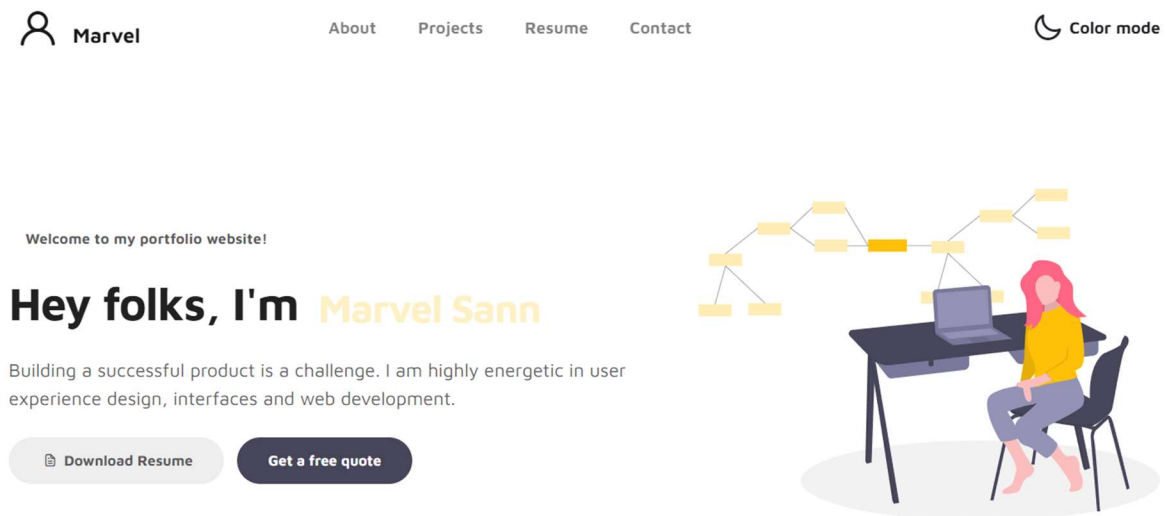 Marvel
About
Projects
Resume
Contact
Color mode
Welcome to my portfolio website!
Hey folks, I'm Marvel Sann
Building a successful product is a challenge. I am highly energetic in user
experience design, interfaces and web development.
Download Resume
Get a free quote